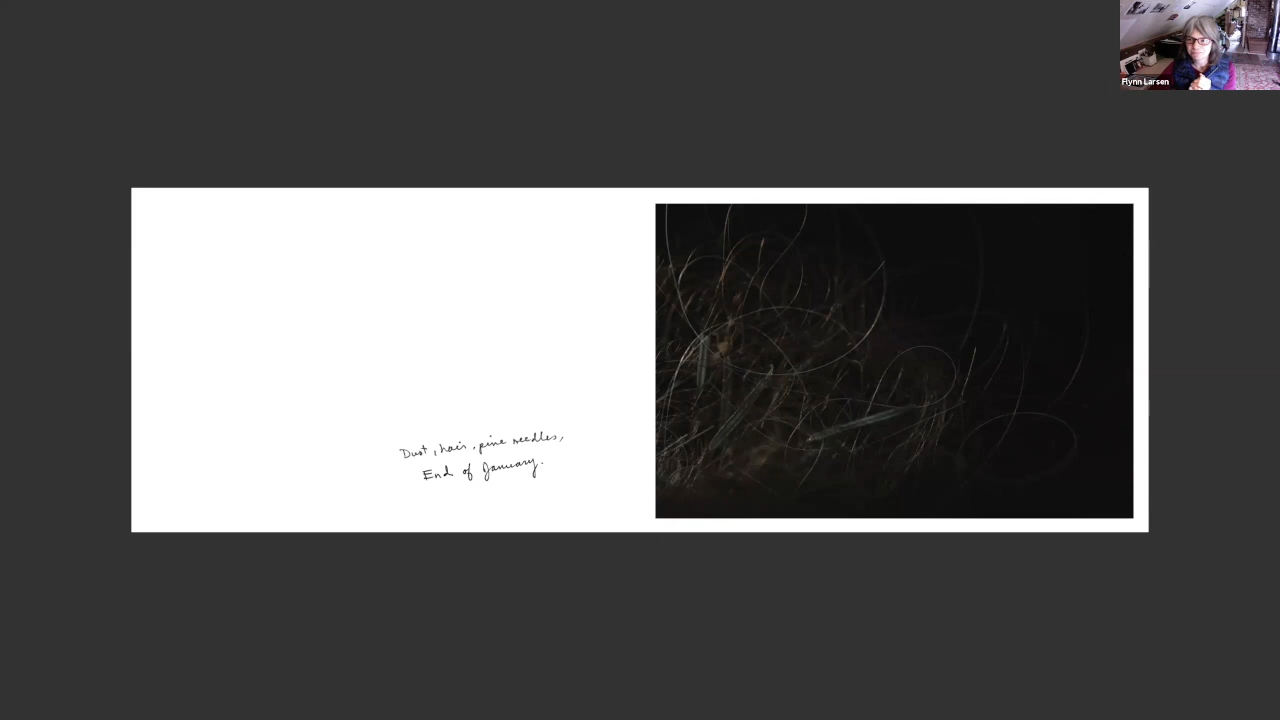 Flynn Larsen
Dust, hair, pine needles,
End of January.